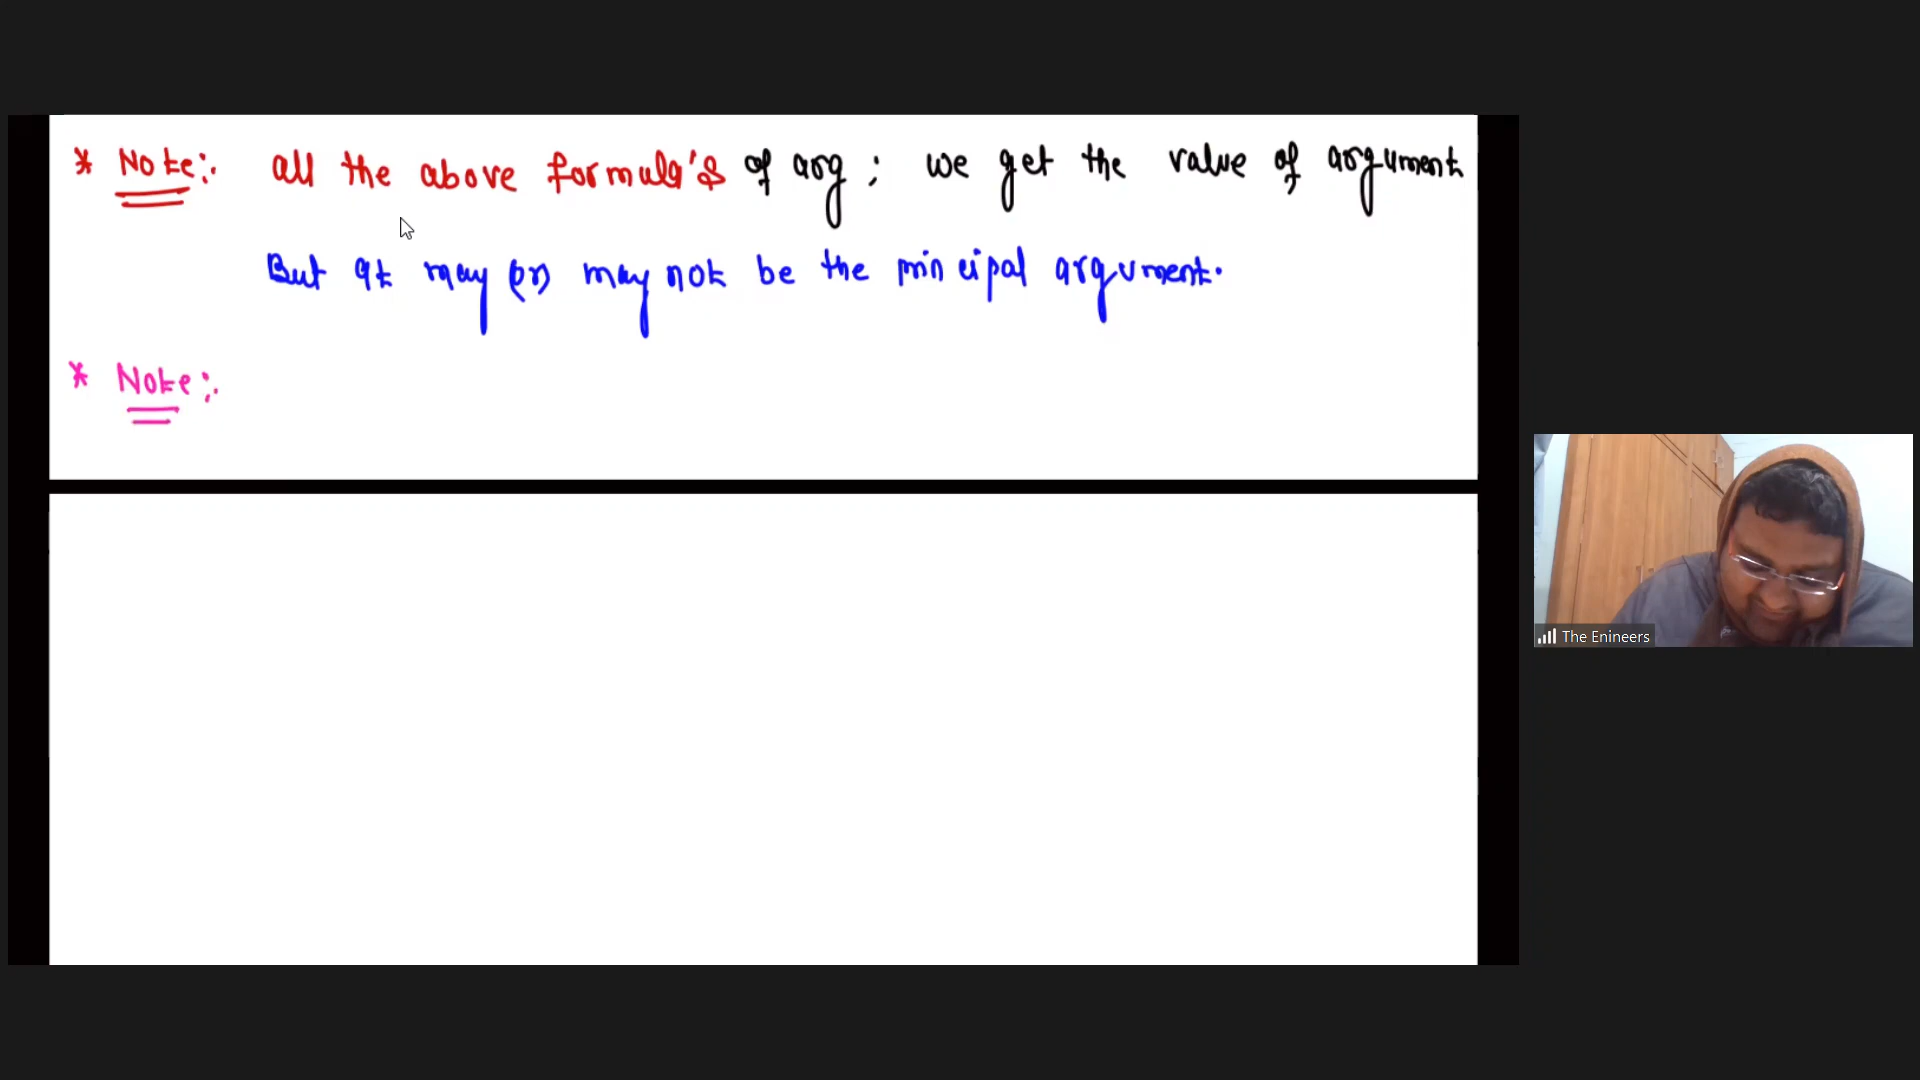 * Note:. all the above formula's of arg ; we get the value of argument
But it may (or) may not be the principal argument.
* Note:.
The Enineers